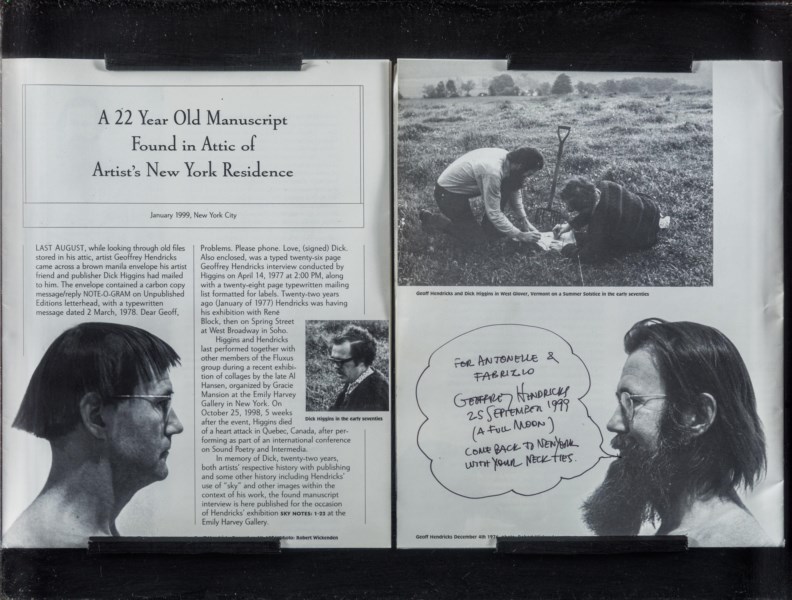 A 22 Year Old Manuscript
Found in Attic of
Artist's New York Residence
January 1999, New York City
LAST AUGUST, while looking through old files
stored in his attic, artist Geoffrey Hendricks
came across a brown manila envelope his artist
friend and publisher Dick Higgins had mailed
to him. The envelope contained a carbon copy
message/reply NOTE-O-GRAM on Unpublished
Editions letterhead, with a typewritten
message dated 2 March, 1978. Dear Geoff,
Problems. Please phone. Love, (signed) Dick.
Also enclosed, was a typed twenty-six page
Geoffrey Hendricks interview conducted by
Higgins on April 14, 1977 at 2:00 PM, along
with a twenty-eight page typewritten mailing
list formatted for labels. Twenty-two years
ago (January of 1977) Hendricks was having
his exhibition with René
Block, then on Spring Street
at West Broadway in Soho.
Higgins and Hendricks
last performed together with
other members of the Fluxus
group during a recent exhibi-
tion of collages by the late Al
Hansen, organized by Gracie
Mansion at the Emily Harvey
Gallery in New York. On
October 25, 1998, 5 weeks
after the event, Higgins died
of a heart attack in Quebec, Canada, after per-
forming as part of an international conference
on Sound Poetry and Intermedia.
In memory of Dick, twenty-two years,
both artists' respective history with publishing
and some other history including Hendricks'
use of "sky" and other images within the
context of his work, the found manuscript
interview is here published for the occasion
of Hendricks' exhibition SKY NOTES: 1-22 at the
Emily Harvey Gallery.
Dick Higgins in the early seventies
photo: Robert Wickenden
Geoff Hendricks and Dick Higgins in West Glover, Vermont on a Summer Solstice in the early seventies
FOR ANTONELLE &
FABRIZIO
GEOFFREY HENDRICKS
25 SEPTEMBER 1999
(A FULL MOON)
COME BACK TO NEW YORK
WITH YOUR NECK TIES.
Geoff Hendricks December 4th